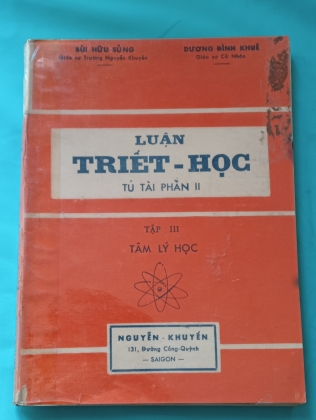 BÙI HỮU SỦNG
Giáo sư Trường Nguyễn-Khuyến
DƯƠNG ĐÌNH KHUÊ
Giáo sư Cử Nhân
LUẬN
TRIẾT-HỌC
TÚ TÀI PHẦN II
TẬP III
TÂM LÝ HỌC
NGUYỄN - KHUYẾN
131, Đường Cống-Quỳnh
— SAIGON —